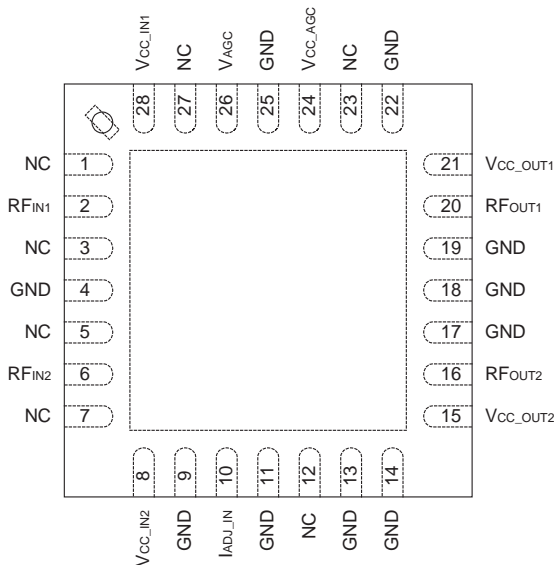 VCC_IN1 NC VAGC GND VCC_AGC NC GND
28 27 26 25 24 23 22
NC 1 21 VCC_OUT1
RFIN1 2 20 RFOUT1
NC 3 19 GND
GND 4 18 GND
NC 5 17 GND
RFIN2 6 16 RFOUT2
NC 7 15 VCC_OUT2
8 9 10 11 12 13 14
VCC_IN2 GND IADJ_IN GND NC GND GND